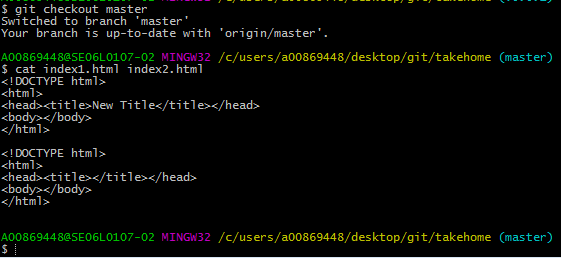 $ git checkout master
Switched to branch 'master'
Your branch is up-to-date with 'origin/master'.
A00869448@SE06L0107-02 MINGW32 /c/users/a00869448/desktop/git/takehome (master)
$ cat index1.html index2.html
<!DOCTYPE html>
<html>
<head><title>New Title</title></head>
<body></body>
</html>
<!DOCTYPE html>
<html>
<head><title></title></head>
<body></body>
</html>
A00869448@SE06L0107-02 MINGW32 /c/users/a00869448/desktop/git/takehome (master)
$